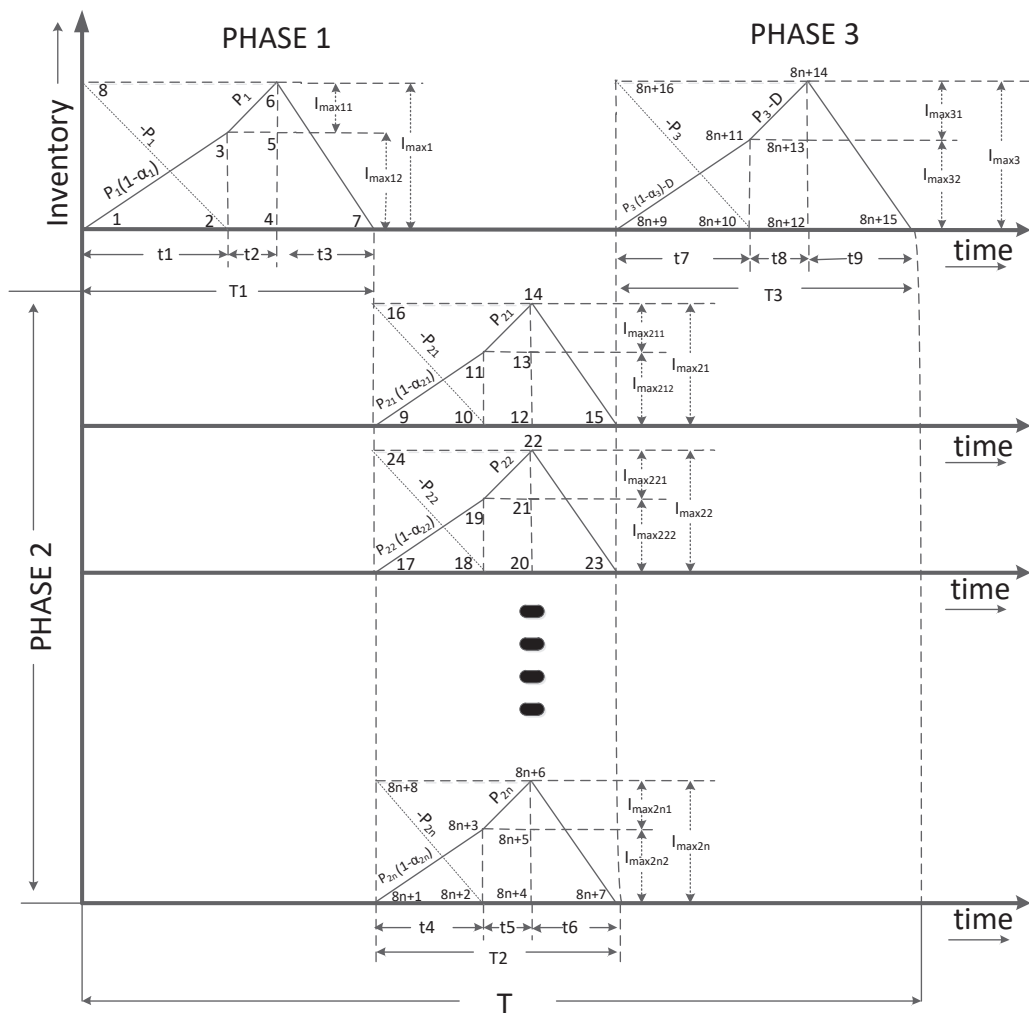 PHASE 1
PHASE 3
Inventory
8
P₁
6
3
5
-P₁
P₁(1-α₁)
1
2
4
7
Iₘₐₓ₁₁
Iₘₐₓ₁
Iₘₐₓ₁₂
8n+16
8n+14
P₃-D
-P₃
8n+11
8n+13
P₃(1-α₃)-D
8n+9
8n+10
8n+12
8n+15
Iₘₐₓ₃₁
Iₘₐₓ₃
Iₘₐₓ₃₂
time
t1
t2
t3
T1
t7
t8
t9
T3
PHASE 2
16
14
P₂₁
-P₂₁
11
13
P₂₁(1-α₂₁)
9
10
12
15
Iₘₐₓ₂₁₁
Iₘₐₓ₂₁
Iₘₐₓ₂₁₂
time
24
22
P₂₂
-P₂₂
19
21
P₂₂(1-α₂₂)
17
18
20
23
Iₘₐₓ₂₂₁
Iₘₐₓ₂₂
Iₘₐₓ₂₂₂
time
8n+8
8n+6
P₂ₙ
-P₂ₙ
8n+3
8n+5
P₂ₙ(1-α₂ₙ)
8n+1
8n+2
8n+4
8n+7
Iₘₐₓ₂ₙ₁
Iₘₐₓ₂ₙ
Iₘₐₓ₂ₙ₂
time
t4
t5
t6
T2
T